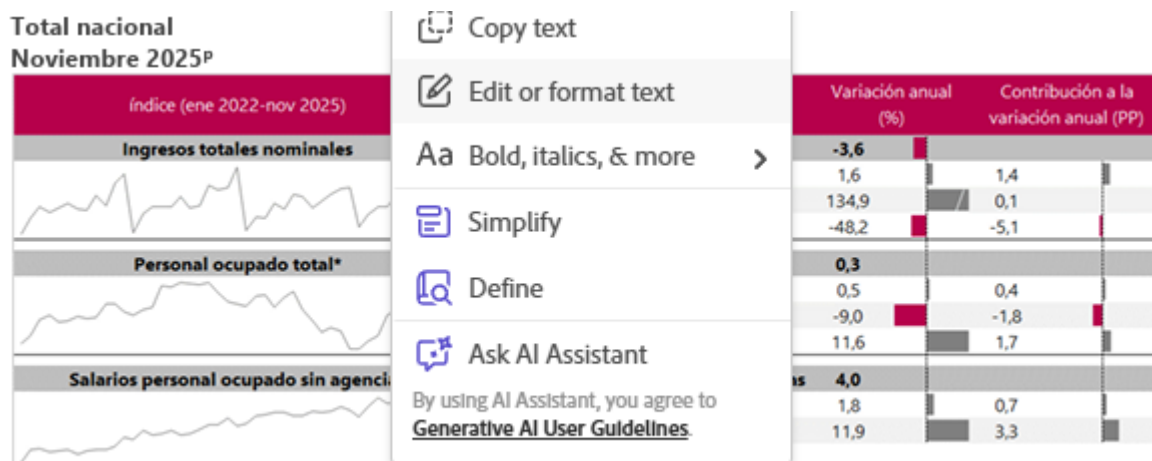 Total nacional
Noviembre 2025ᵖ
índice (ene 2022-nov 2025)
Variación anual (%)
Contribución a la variación anual (PP)
Ingresos totales nominales
-3,6
1,6 1,4
134,9 0,1
-48,2 -5,1
Personal ocupado total*
0,3
0,5 0,4
-9,0 -1,8
11,6 1,7
Salarios personal ocupado sin
4,0
1,8 0,7
11,9 3,3
Copy text
Edit or format text
Aa Bold, italics, & more
Simplify
Define
Ask AI Assistant
By using AI Assistant, you agree to
Generative AI User Guidelines.